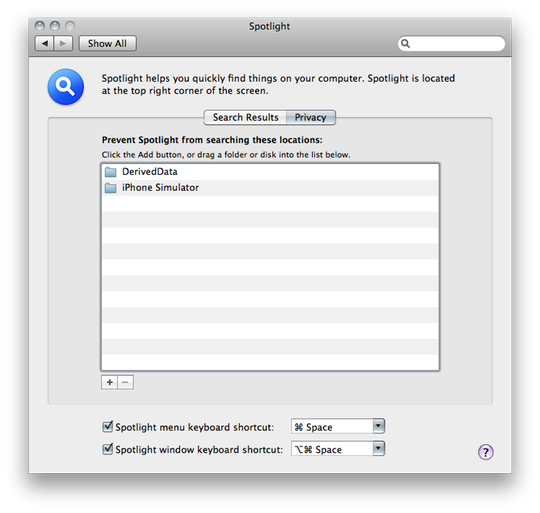 Spotlight
Show All
Spotlight helps you quickly find things on your computer. Spotlight is located
at the top right corner of the screen.
Search Results Privacy
Prevent Spotlight from searching these locations:
Click the Add button, or drag a folder or disk into the list below.
DerivedData
iPhone Simulator
+ −
Spotlight menu keyboard shortcut: ⌘ Space
Spotlight window keyboard shortcut: ⌥⌘ Space
?